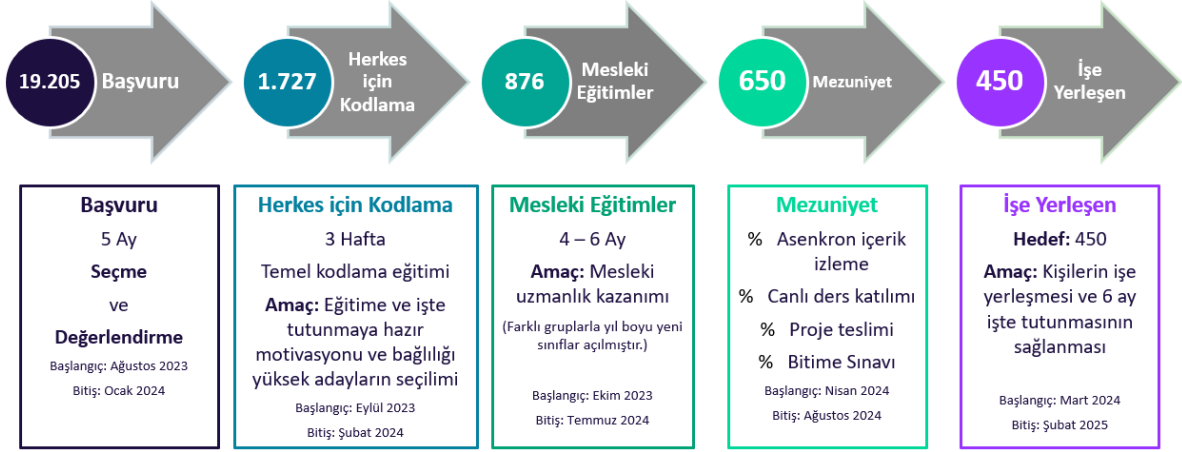 19.205
Başvuru
1.727
Herkes
için
Kodlama
876
Mesleki
Eğitimler
650
Mezuniyet
450
İşe
Yerleşen
Başvuru
5 Ay
Seçme
ve
Değerlendirme
Başlangıç: Ağustos 2023
Bitiş: Ocak 2024
Herkes için Kodlama
3 Hafta
Temel kodlama eğitimi
Amaç: Eğitime ve işte
tutunmaya hazır
motivasyonu ve bağlılığı
yüksek adayların seçilimi
Başlangıç: Eylül 2023
Bitiş: Şubat 2024
Mesleki Eğitimler
4 – 6 Ay
Amaç: Mesleki
uzmanlık kazanımı
(Farklı gruplarla yıl boyu yeni
sınıflar açılmıştır.)
Başlangıç: Ekim 2023
Bitiş: Temmuz 2024
Mezuniyet
% Asenkron içerik
izleme
% Canlı ders katılımı
% Proje teslimi
% Bitime Sınavı
Başlangıç: Nisan 2024
Bitiş: Ağustos 2024
İşe Yerleşen
Hedef: 450
Amaç: Kişilerin işe
yerleşmesi ve 6 ay
işte tutunmasının
sağlanması
Başlangıç: Mart 2024
Bitiş: Şubat 2025